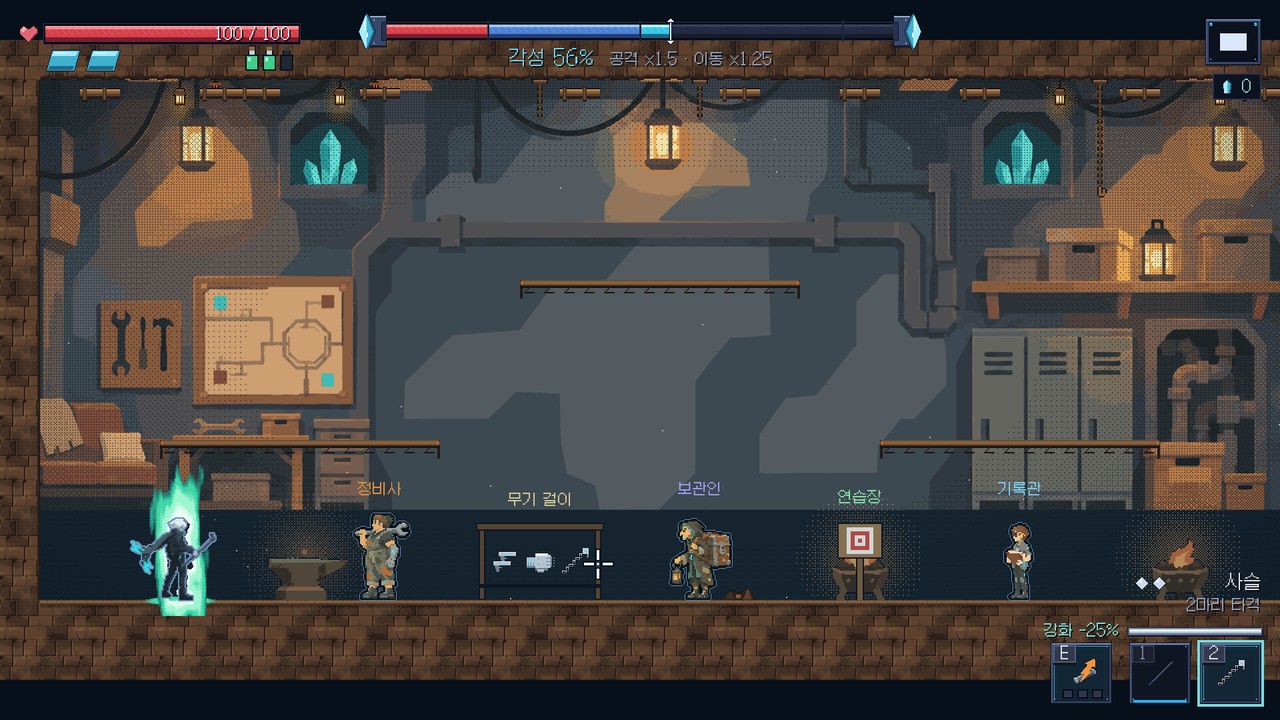 100 / 100
각성 56% 공격 x1.5 · 이동 x1.25
0
정비사
무기 걸이
보관인
연습장
기록관
사슬
2마리 타격
강화 -25%
E
1
2